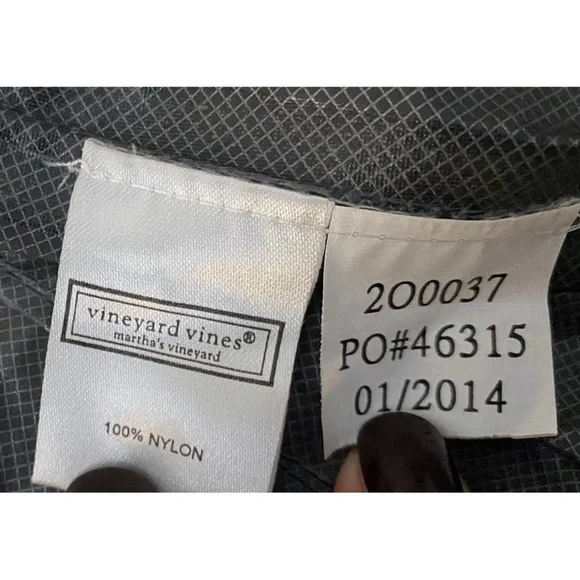 vineyard vines®
martha's vineyard
100% NYLON
2O0037
PO#46315
01/2014